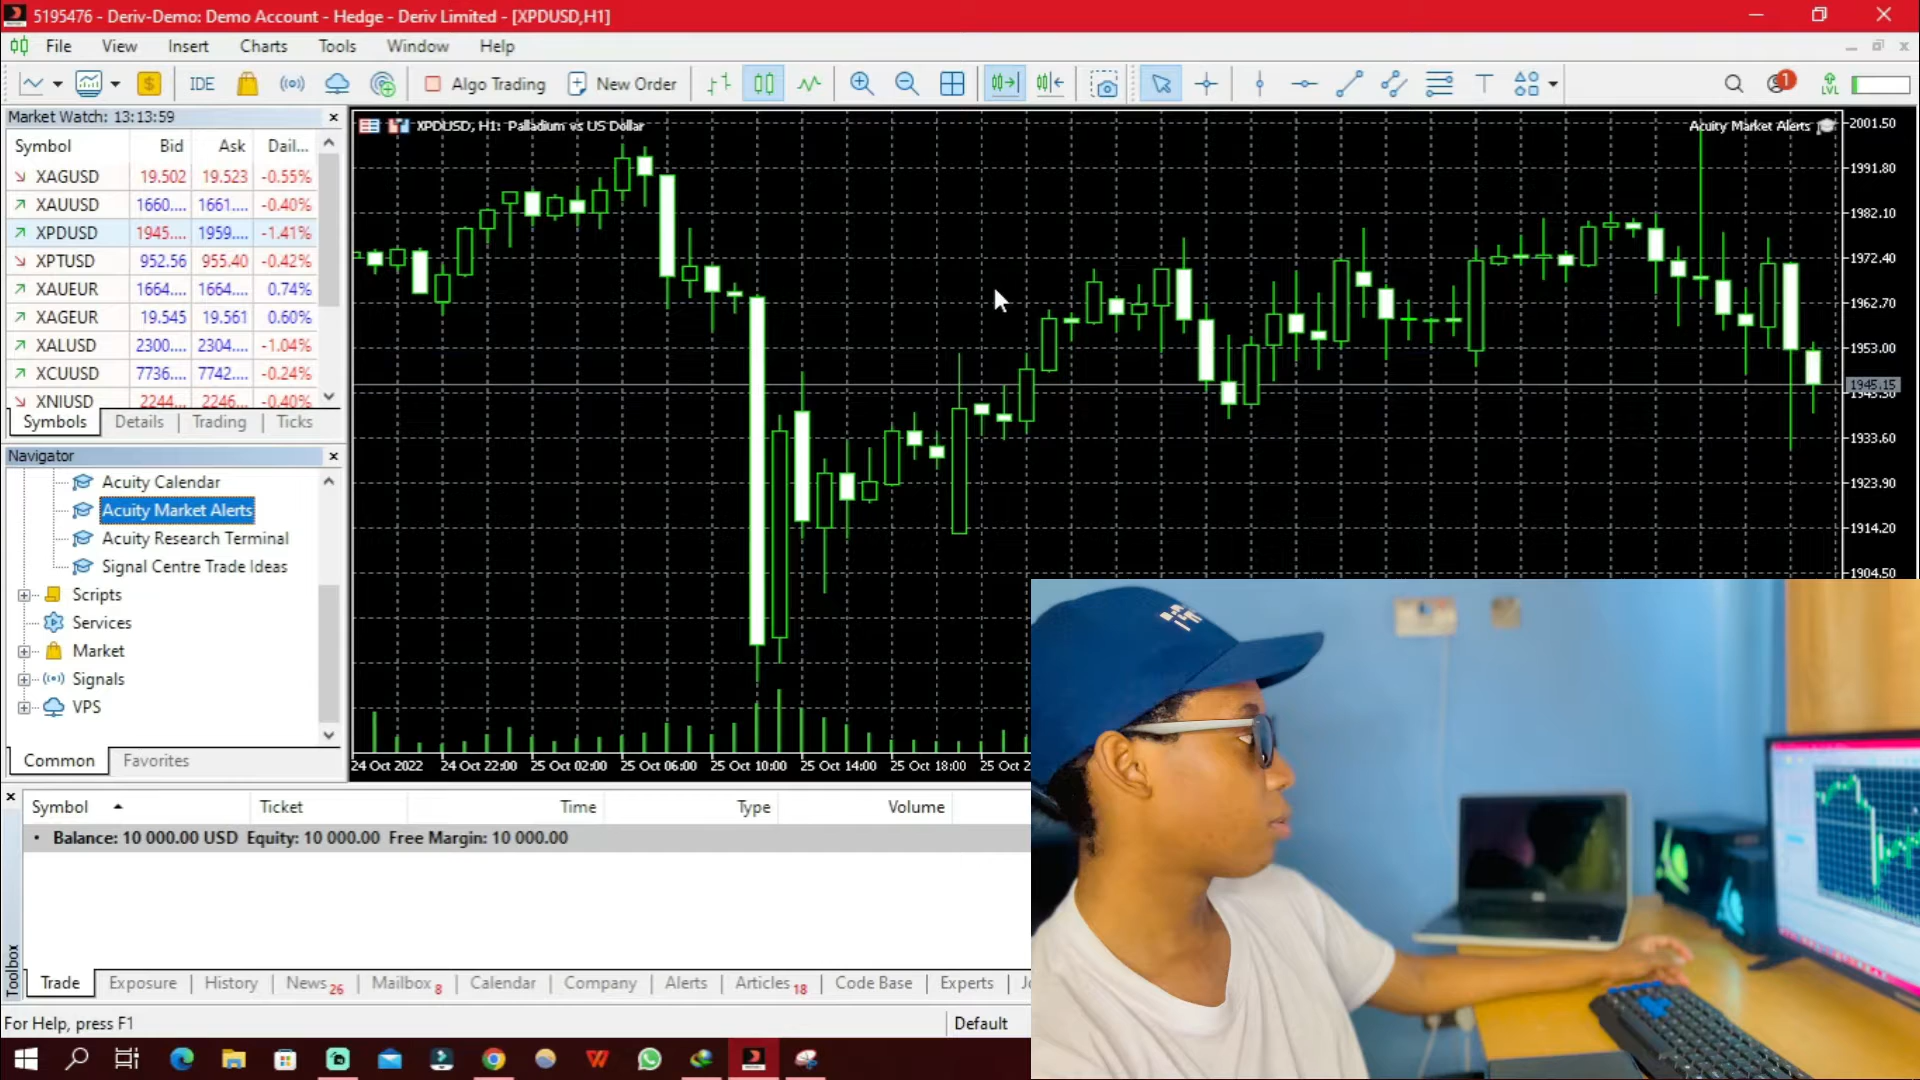 5195476 - Deriv-Demo: Demo Account - Hedge - Deriv Limited - [XPDUSD,H1]
File View Insert Charts Tools Window Help
IDE Algo Trading New Order 1 LVL
Market Watch: 13:13:59
Symbol Bid Ask Dail...
XAGUSD 19.502 19.523 -0.55%
XAUUSD 1660.... 1661.... -0.40%
XPDUSD 1945.... 1959.... -1.41%
XPTUSD 952.56 955.40 -0.42%
XAUEUR 1664.... 1664.... 0.74%
XAGEUR 19.545 19.561 0.60%
XALUSD 2300.... 2304.... -1.04%
XCUUSD 7736.... 7742.... -0.24%
XNIUSD 2244... 2246... -0.40%
Symbols Details Trading Ticks
Navigator
Acuity Calendar
Acuity Market Alerts
Acuity Research Terminal
Signal Centre Trade Ideas
Scripts
Services
Market
Signals
VPS
Common Favorites
XPDUSD, H1: Palladium vs US Dollar
Acuity Market Alerts
2001.50
1991.80
1982.10
1972.40
1962.70
1953.00
1945.15
1943.30
1933.60
1923.90
1914.20
1904.50
24 Oct 2022 24 Oct 22:00 25 Oct 02:00 25 Oct 06:00 25 Oct 10:00 25 Oct 14:00 25 Oct 18:00 25 Oct 2
Symbol Ticket Time Type Volume
Balance: 10 000.00 USD Equity: 10 000.00 Free Margin: 10 000.00
Toolbox
Trade Exposure History News 26 Mailbox 8 Calendar Company Alerts Articles 18 Code Base Experts
For Help, press F1
Default